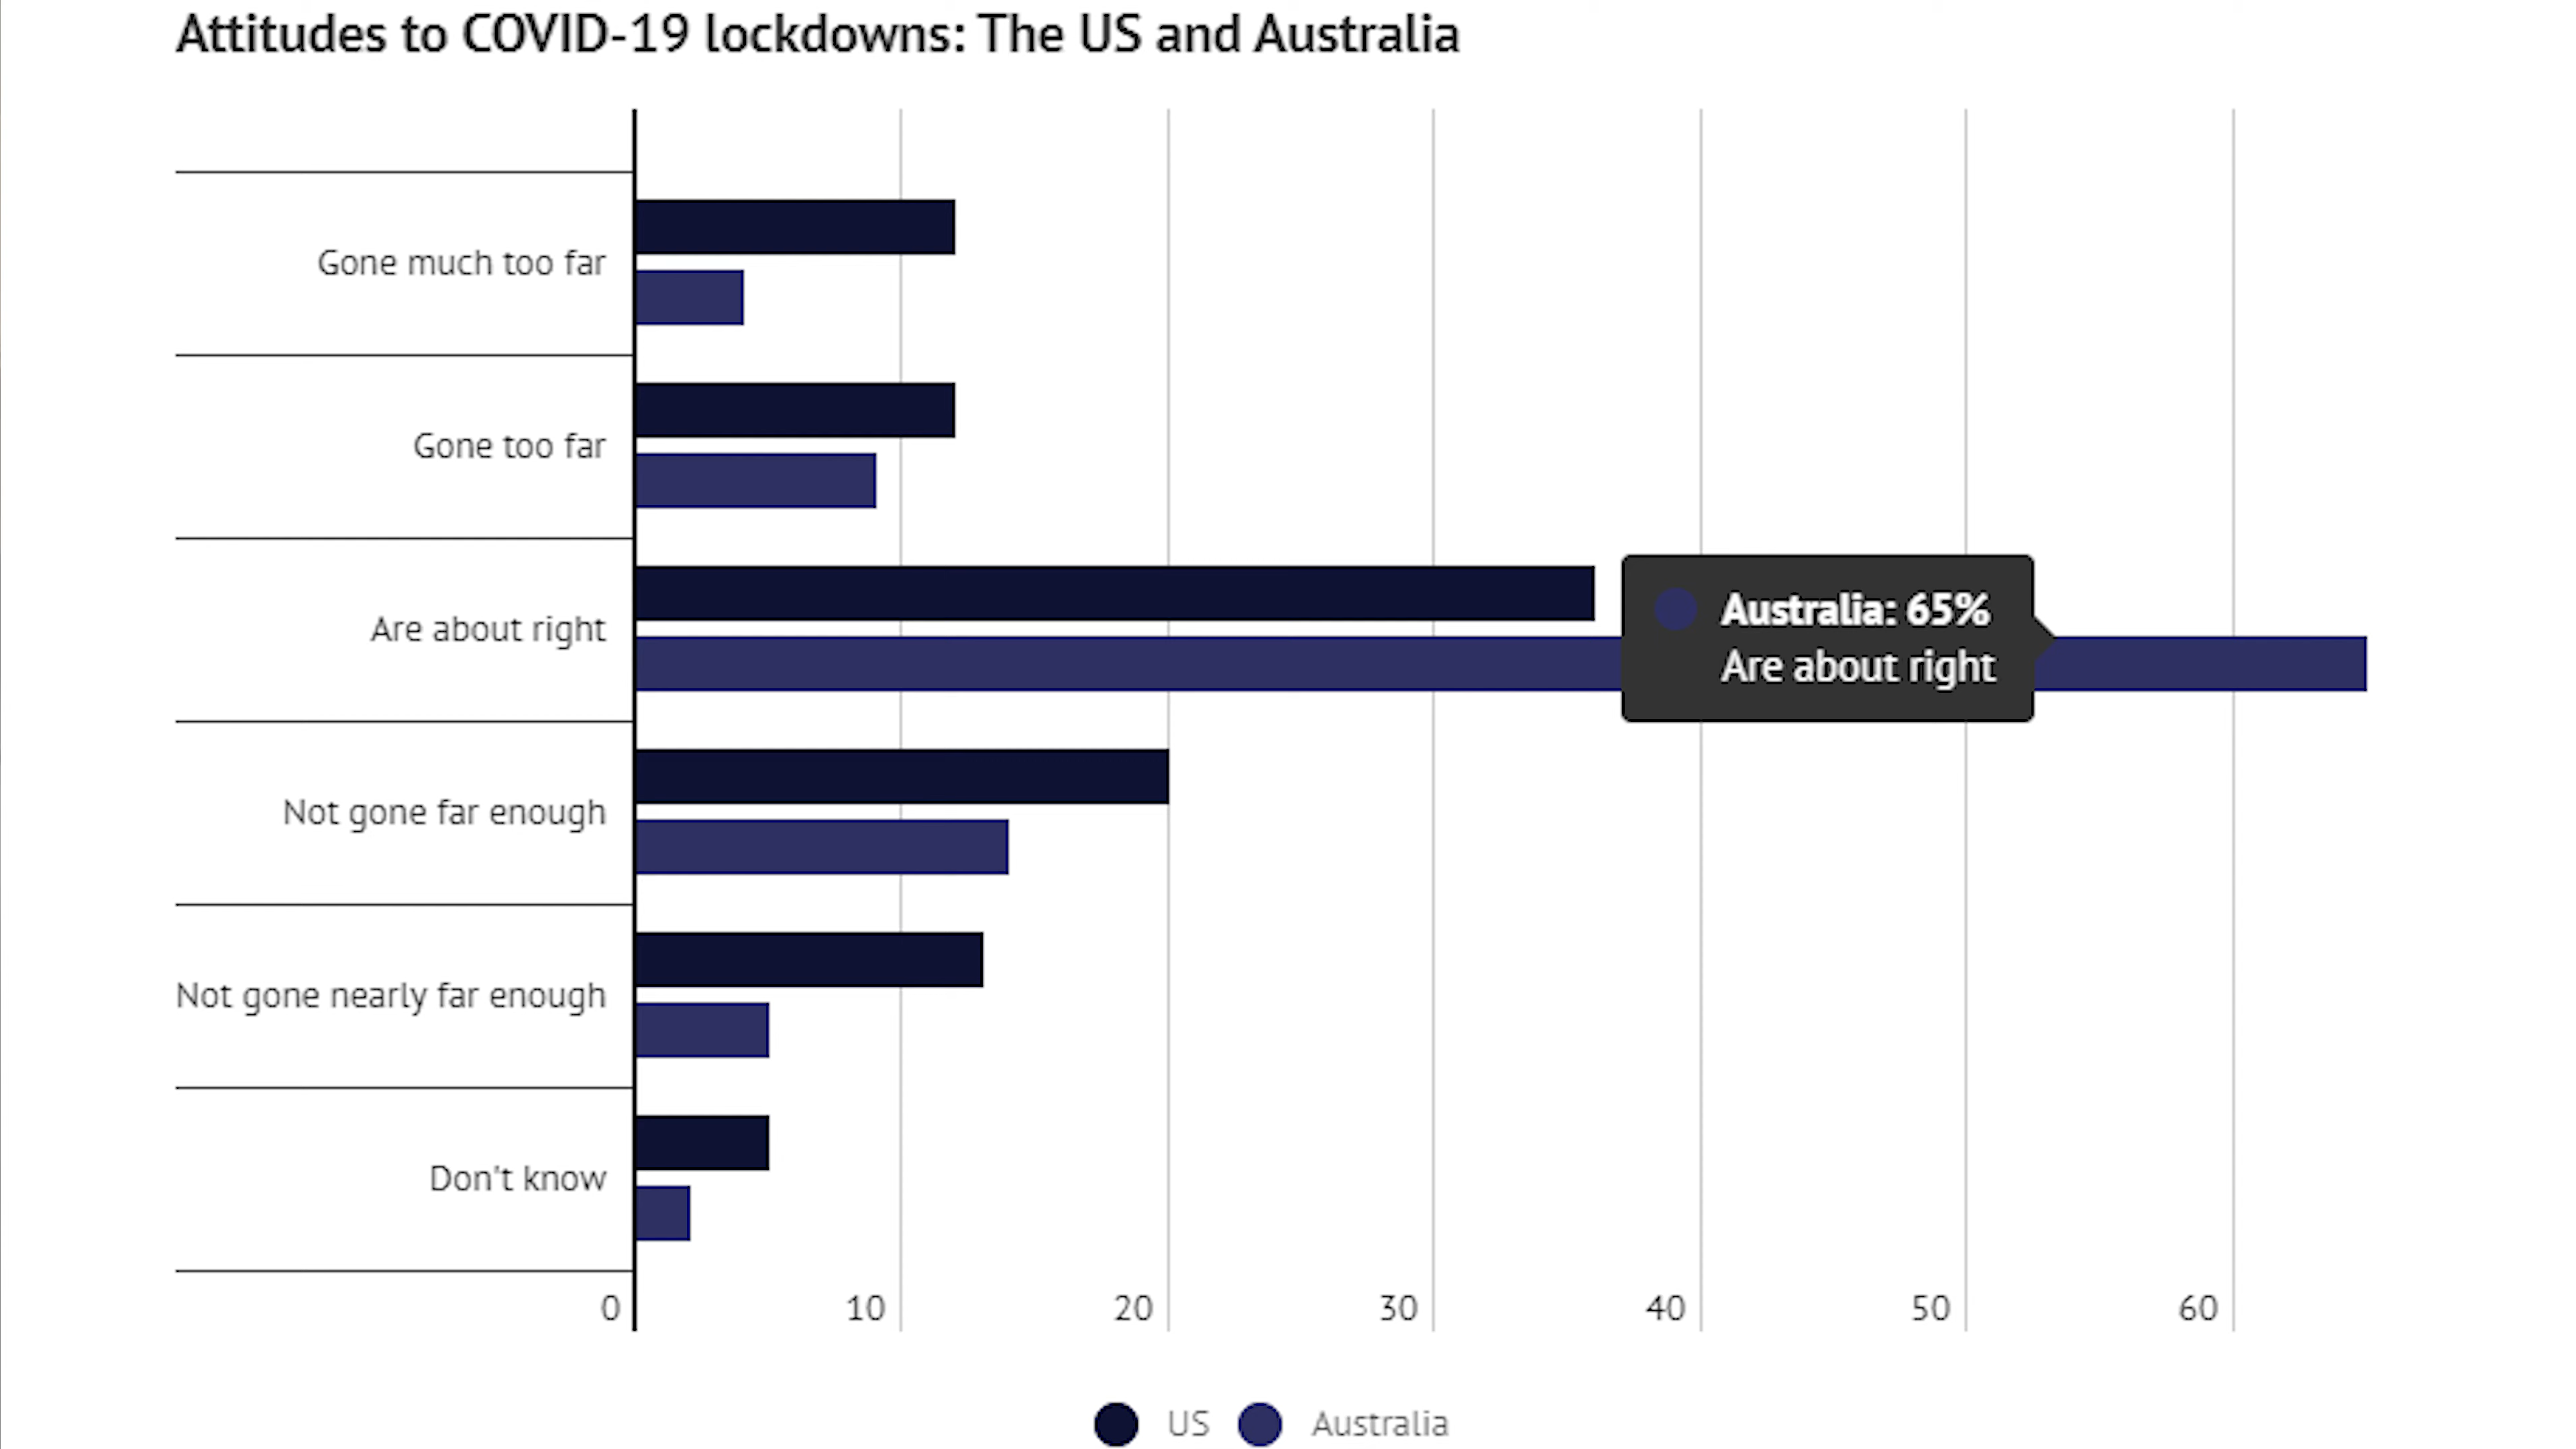 Attitudes to COVID-19 lockdowns: The US and Australia
Gone much too far
Gone too far
Are about right
Australia: 65%
Are about right
Not gone far enough
Not gone nearly far enough
Don't know
0 10 20 30 40 50 60
US Australia